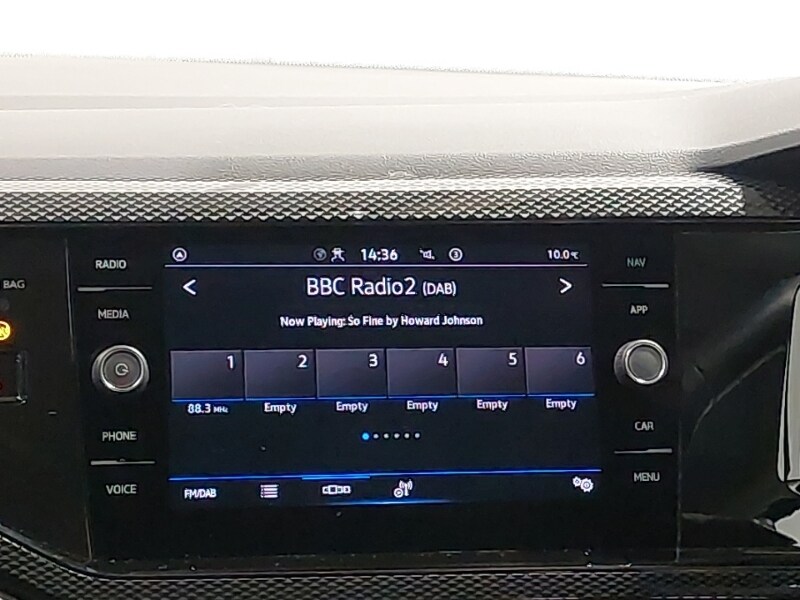 BAG
RADIO
MEDIA
PHONE
VOICE
14:36
3
10.0°C
< BBC Radio2 (DAB) >
Now Playing: So Fine by Howard Johnson
1 2 3 4 5 6
88.3 MHz Empty Empty Empty Empty Empty
FM/DAB
NAV
APP
CAR
MENU